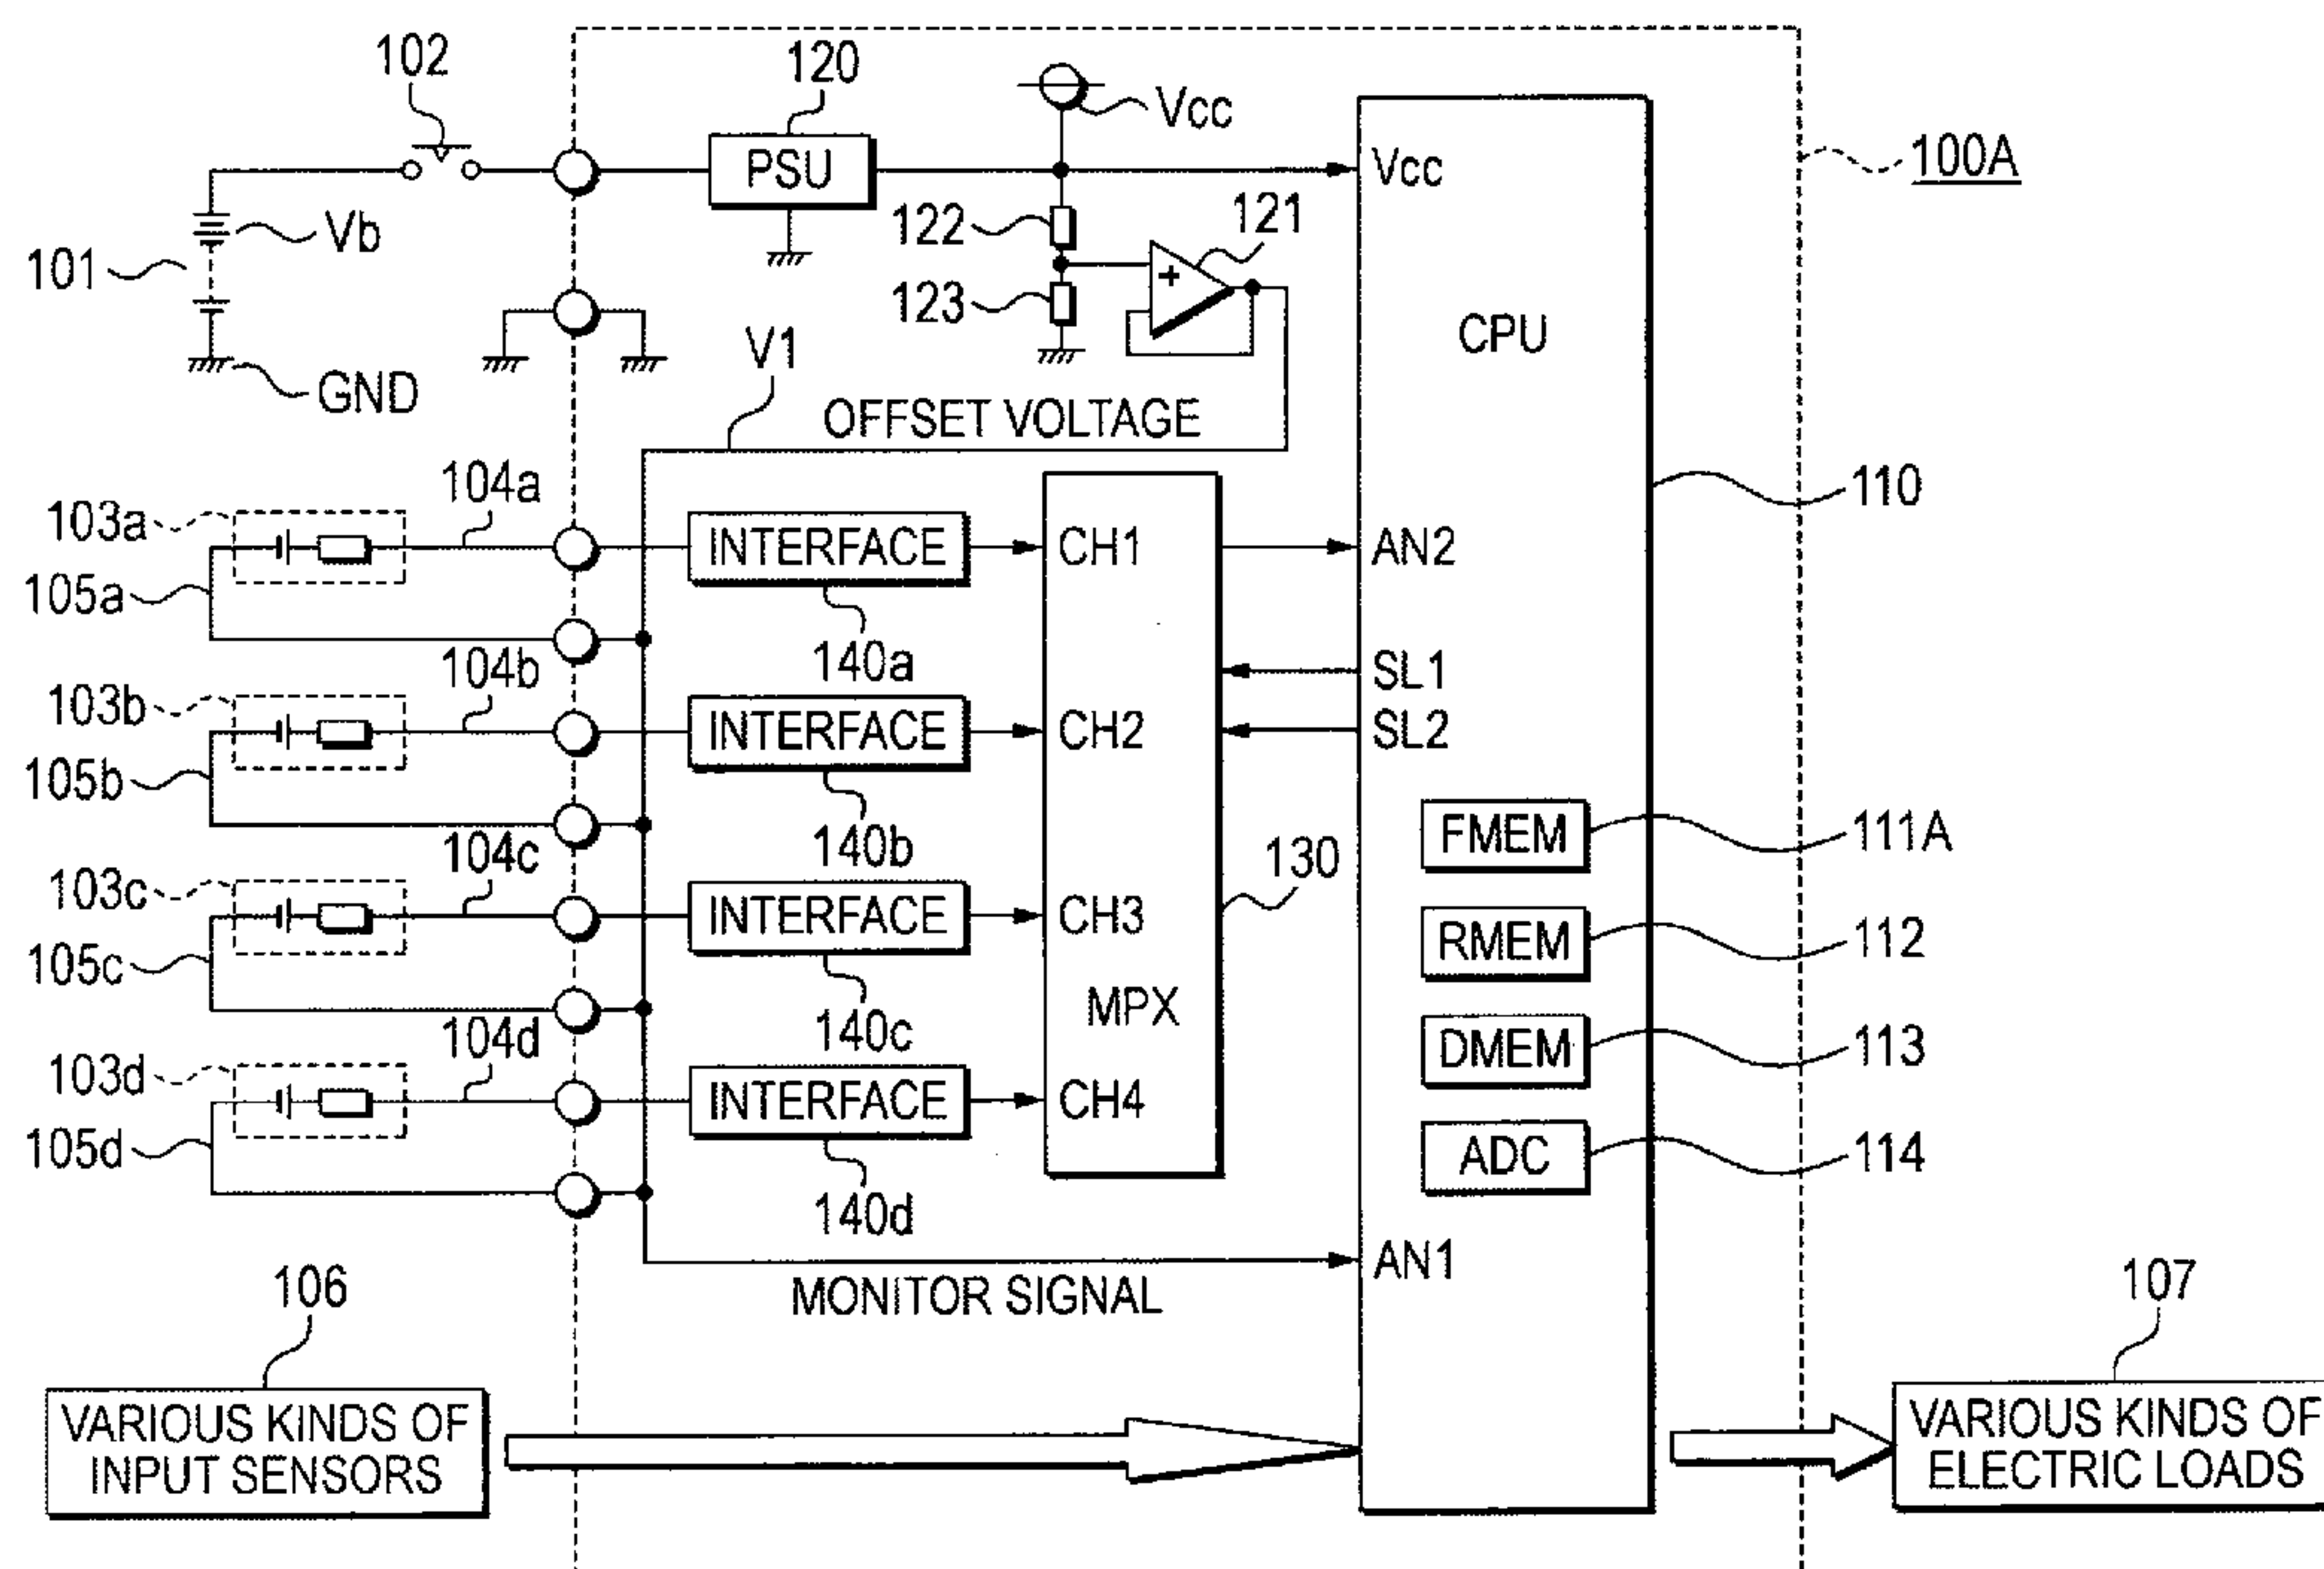 102
120
Vcc
100A
PSU
Vcc
Vb
101
122
121
+
123
CPU
GND
V1
OFFSET VOLTAGE
104a
110
103a
INTERFACE
CH1
AN2
105a
140a
104b
SL1
103b
INTERFACE
CH2
SL2
105b
140b
104c
130
FMEM
111A
103c
INTERFACE
CH3
RMEM
112
105c
140c
MPX
104d
DMEM
113
103d
INTERFACE
CH4
105d
140d
ADC
114
AN1
MONITOR SIGNAL
106
107
VARIOUS KINDS OF
INPUT SENSORS
VARIOUS KINDS OF
ELECTRIC LOADS